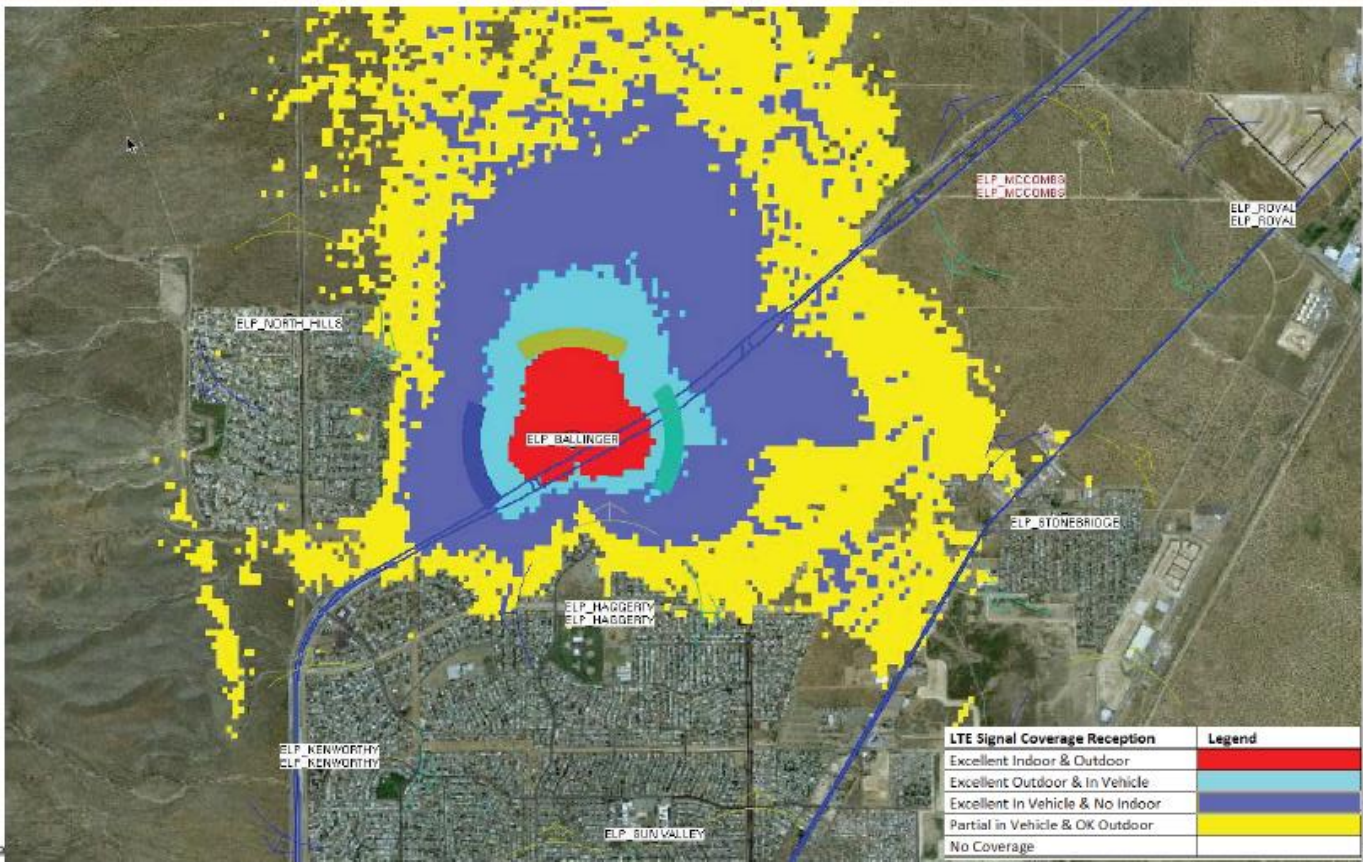 ELP_MCCOMBS
ELP_MCCOMBS
ELP_ROYAL
ELP_ROYAL
ELP_NORTH_HILLS
ELP_BALLINGER
ELP_STONEBRIDGE
ELP_HAGGERTY
ELP_HAGGERTY
ELP_KENWORTHY
ELP_KENWORTHY
ELP_SUN VALLEY
LTE Signal Coverage Reception Legend
Excellent Indoor & Outdoor
Excellent Outdoor & In Vehicle
Excellent In Vehicle & No Indoor
Partial in Vehicle & OK Outdoor
No Coverage